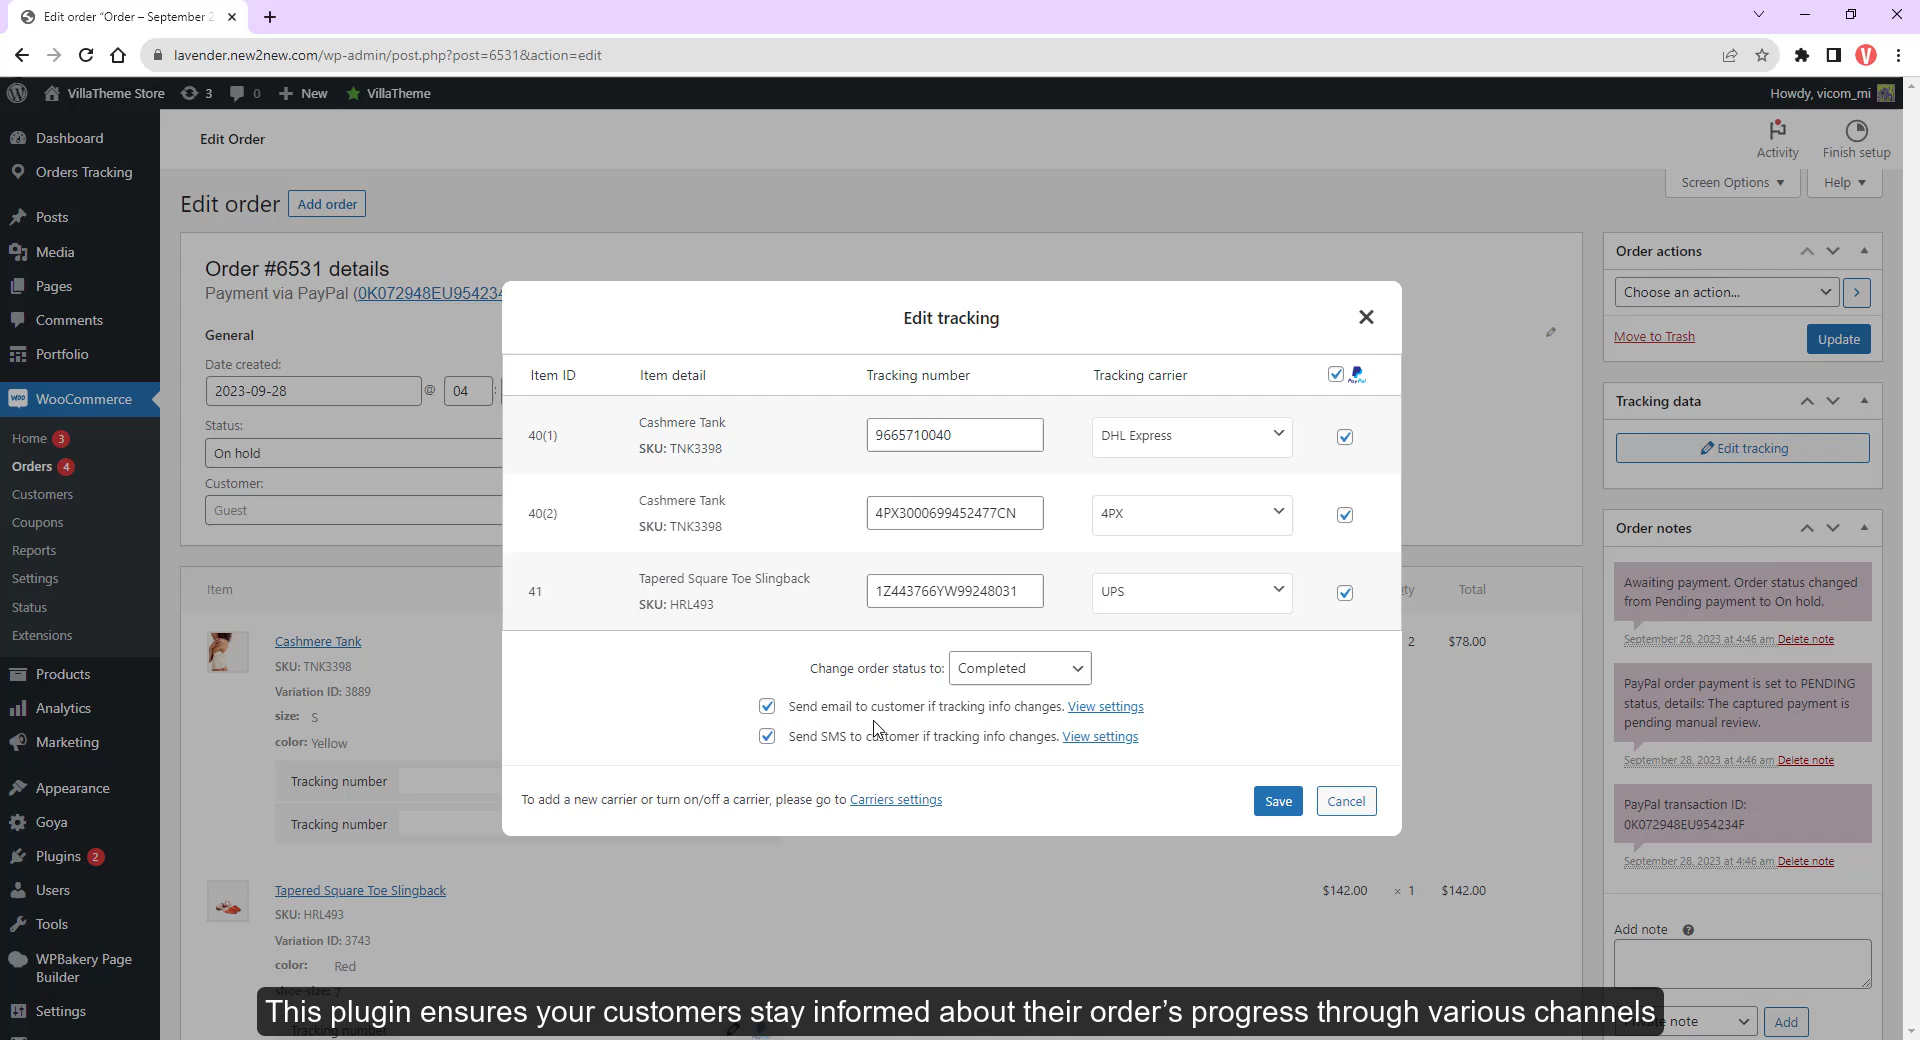 Edit order "Order – September 2
lavender.new2new.com/wp-admin/post.php?post=6531&action=edit
VillaTheme Store
3
0
New
VillaTheme
Howdy, vicom_mi
Dashboard
Orders Tracking
Posts
Media
Pages
Comments
Portfolio
WooCommerce
Home 3
Orders 4
Customers
Coupons
Reports
Settings
Status
Extensions
Products
Analytics
Marketing
Appearance
Goya
Plugins 2
Users
Tools
WPBakery Page
Builder
Settings
Edit Order
Activity
Finish setup
Screen Options
Help
Edit order
Add order
Order #6531 details
Payment via PayPal (0K072948EU954234
General
Date created:
2023-09-28 @ 04 :
Status:
On hold
Customer:
Guest
Edit tracking
Item ID Item detail Tracking number Tracking carrier PayPal
40(1) Cashmere Tank 9665710040 DHL Express
SKU: TNK3398
40(2) Cashmere Tank 4PX3000699452477CN 4PX
SKU: TNK3398
41 Tapered Square Toe Slingback 1Z443766YW99248031 UPS
SKU: HRL493
Change order status to: Completed
Send email to customer if tracking info changes. View settings
Send SMS to customer if tracking info changes. View settings
To add a new carrier or turn on/off a carrier, please go to Carriers settings
Save
Cancel
Item
Total
Cashmere Tank
2 $78.00
SKU: TNK3398
Variation ID: 3889
size: S
color: Yellow
Tracking number
Tracking number
Tapered Square Toe Slingback
$142.00 × 1 $142.00
SKU: HRL493
Variation ID: 3743
color: Red
Order actions
Choose an action...
Move to Trash
Update
Tracking data
Edit tracking
Order notes
Awaiting payment. Order status changed
from Pending payment to On hold.
September 28, 2023 at 4:46 am Delete note
PayPal order payment is set to PENDING
status, details: The captured payment is
pending manual review.
September 28, 2023 at 4:46 am Delete note
PayPal transaction ID:
0K072948EU954234F
September 28, 2023 at 4:46 am Delete note
Add note
note
Add
This plugin ensures your customers stay informed about their order's progress through various channels